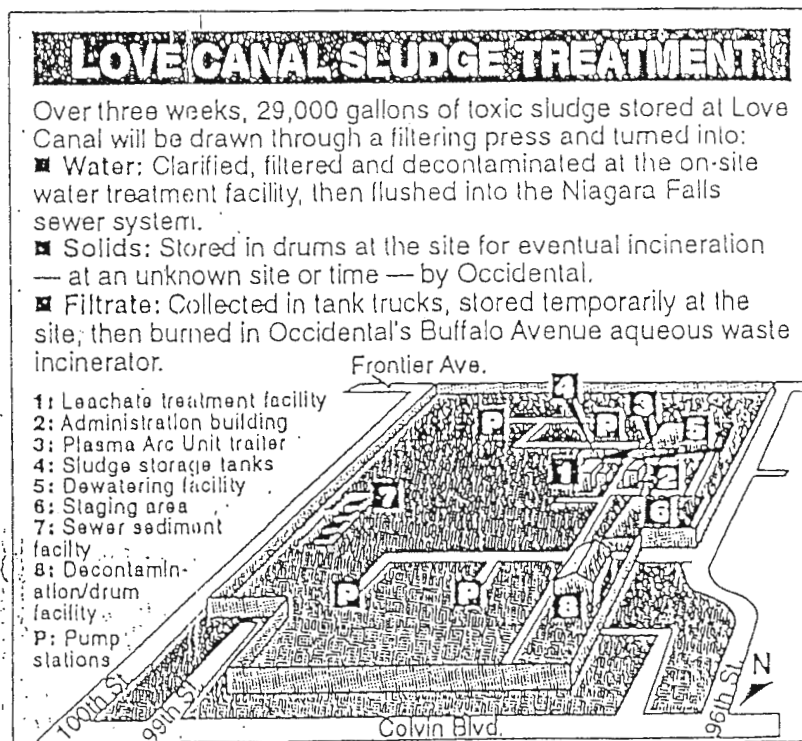 LOVE CANAL SLUDGE TREATMENT
Over three weeks, 29,000 gallons of toxic sludge stored at Love
Canal will be drawn through a filtering press and turned into:
■ Water: Clarified, filtered and decontaminated at the on-site
water treatment facility, then flushed into the Niagara Falls
sewer system.
■ Solids: Stored in drums at the site for eventual incineration
— at an unknown site or time — by Occidental.
■ Filtrate: Collected in tank trucks, stored temporarily at the
site, then burned in Occidental's Buffalo Avenue aqueous waste
incinerator.
Frontier Ave.
1: Leachate treatment facility
2: Administration building
3: Plasma Arc Unit trailer
4: Sludge storage tanks
5: Dewatering facility
6: Staging area
7: Sewer sediment
facilty
8: Decontamin-
ation/drum
facility
P: Pump
stations
4
3
P
P
5
1
2
7
6
P
P
8
N
100th St.
99th St.
Colvin Blvd.
96th St.